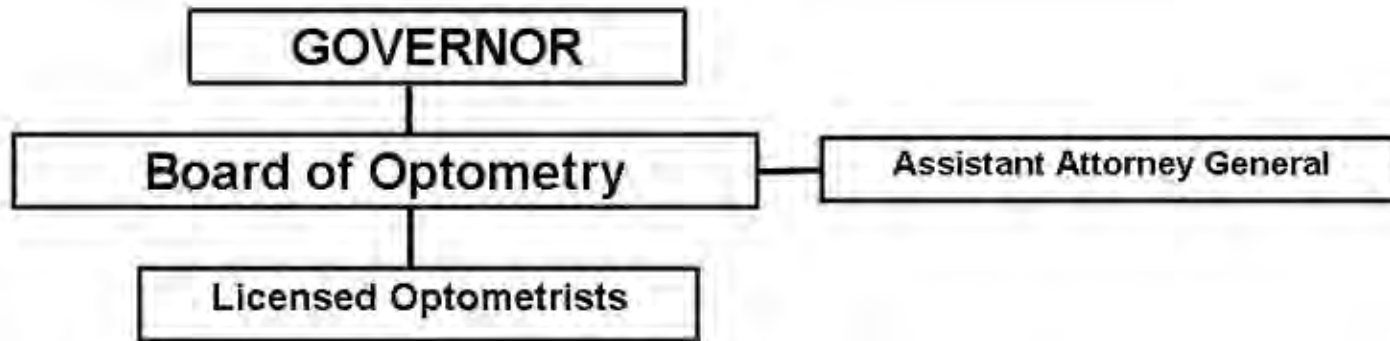 GOVERNOR
Board of Optometry
Assistant Attorney General
Licensed Optometrists